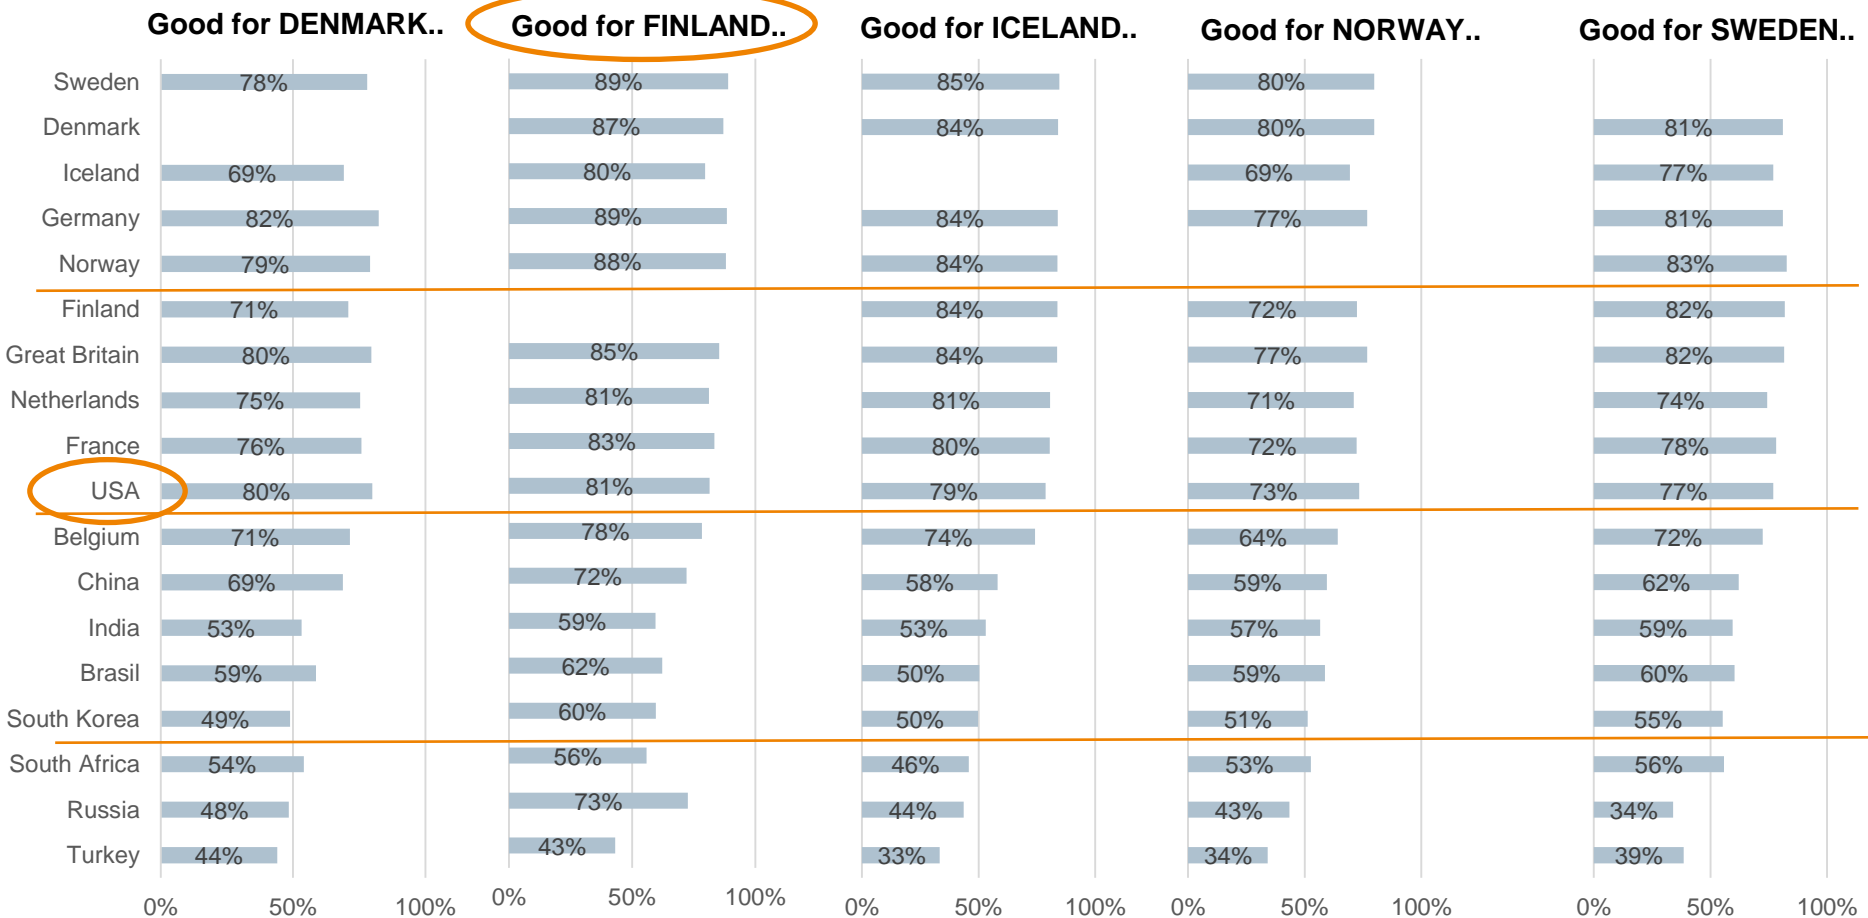 Good for DENMARK.. Good for FINLAND.. Good for ICELAND.. Good for NORWAY.. Good for SWEDEN..
Sweden 78% 89% 85% 80%
Denmark 87% 84% 80% 81%
Iceland 69% 80% 69% 77%
Germany 82% 89% 84% 77% 81%
Norway 79% 88% 84% 83%
Finland 71% 84% 72% 82%
Great Britain 80% 85% 84% 77% 82%
Netherlands 75% 81% 81% 71% 74%
France 76% 83% 80% 72% 78%
USA 80% 81% 79% 73% 77%
Belgium 71% 78% 74% 64% 72%
China 69% 72% 58% 59% 62%
India 53% 59% 53% 57% 59%
Brasil 59% 62% 50% 59% 60%
South Korea 49% 60% 50% 51% 55%
South Africa 54% 56% 46% 53% 56%
Russia 48% 73% 44% 43% 34%
Turkey 44% 43% 33% 34% 39%
0% 50% 100% 0% 50% 100% 0% 50% 100% 0% 50% 100% 0% 50% 100%